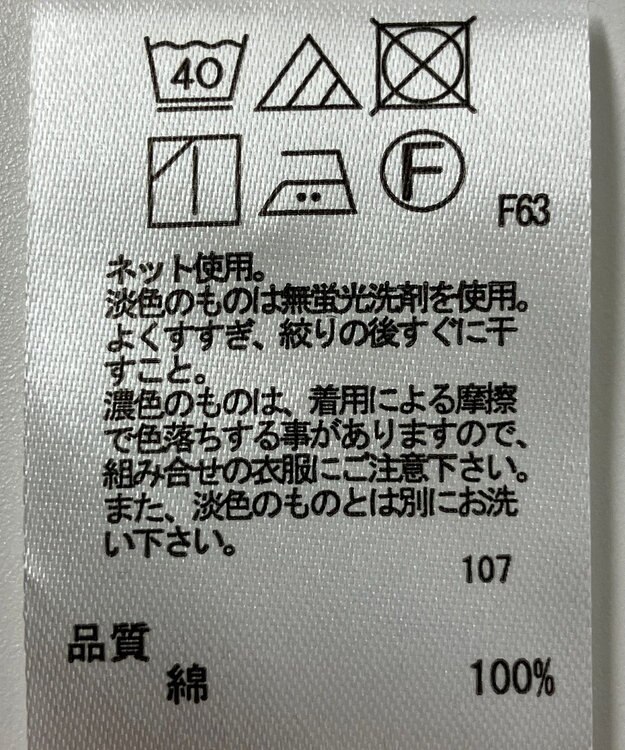 40
F
F63
ネット使用。
淡色のものは無蛍光洗剤を使用。
よくすすぎ、絞りの後すぐに干
すこと。
濃色のものは、着用による摩擦
で色落ちする事がありますので、
組み合せの衣服にご注意下さい。
また、淡色のものとは別にお洗
い下さい。
107
品質
綿 100%